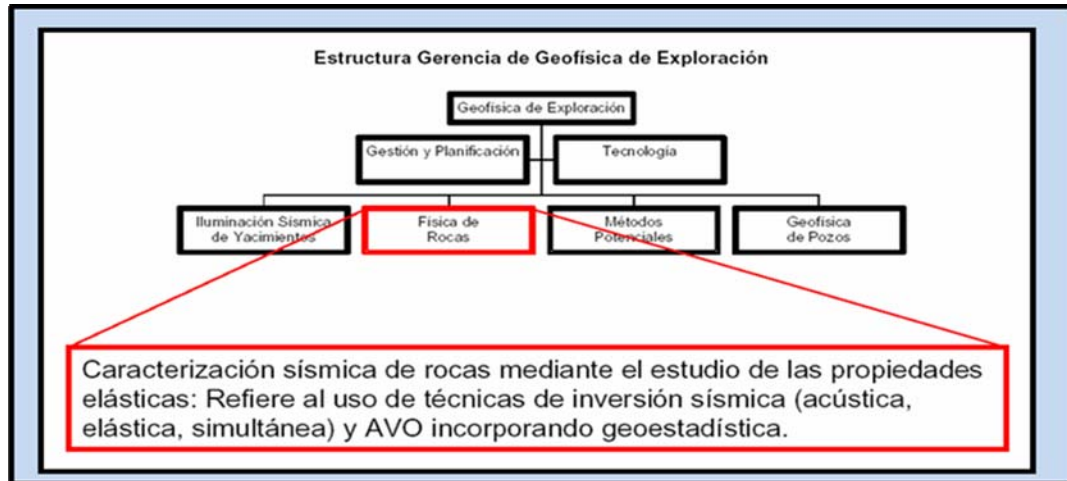 Estructura Gerencia de Geofísica de Exploración
Geofísica de Exploración
Gestión y Planificación
Tecnología
Iluminación Sísmica
de Yacimientos
Física de
Rocas
Métodos
Potenciales
Geofísica
de Pozos
Caracterización sísmica de rocas mediante el estudio de las propiedades
elásticas: Refiere al uso de técnicas de inversión sísmica (acústica,
elástica, simultánea) y AVO incorporando geoestadística.